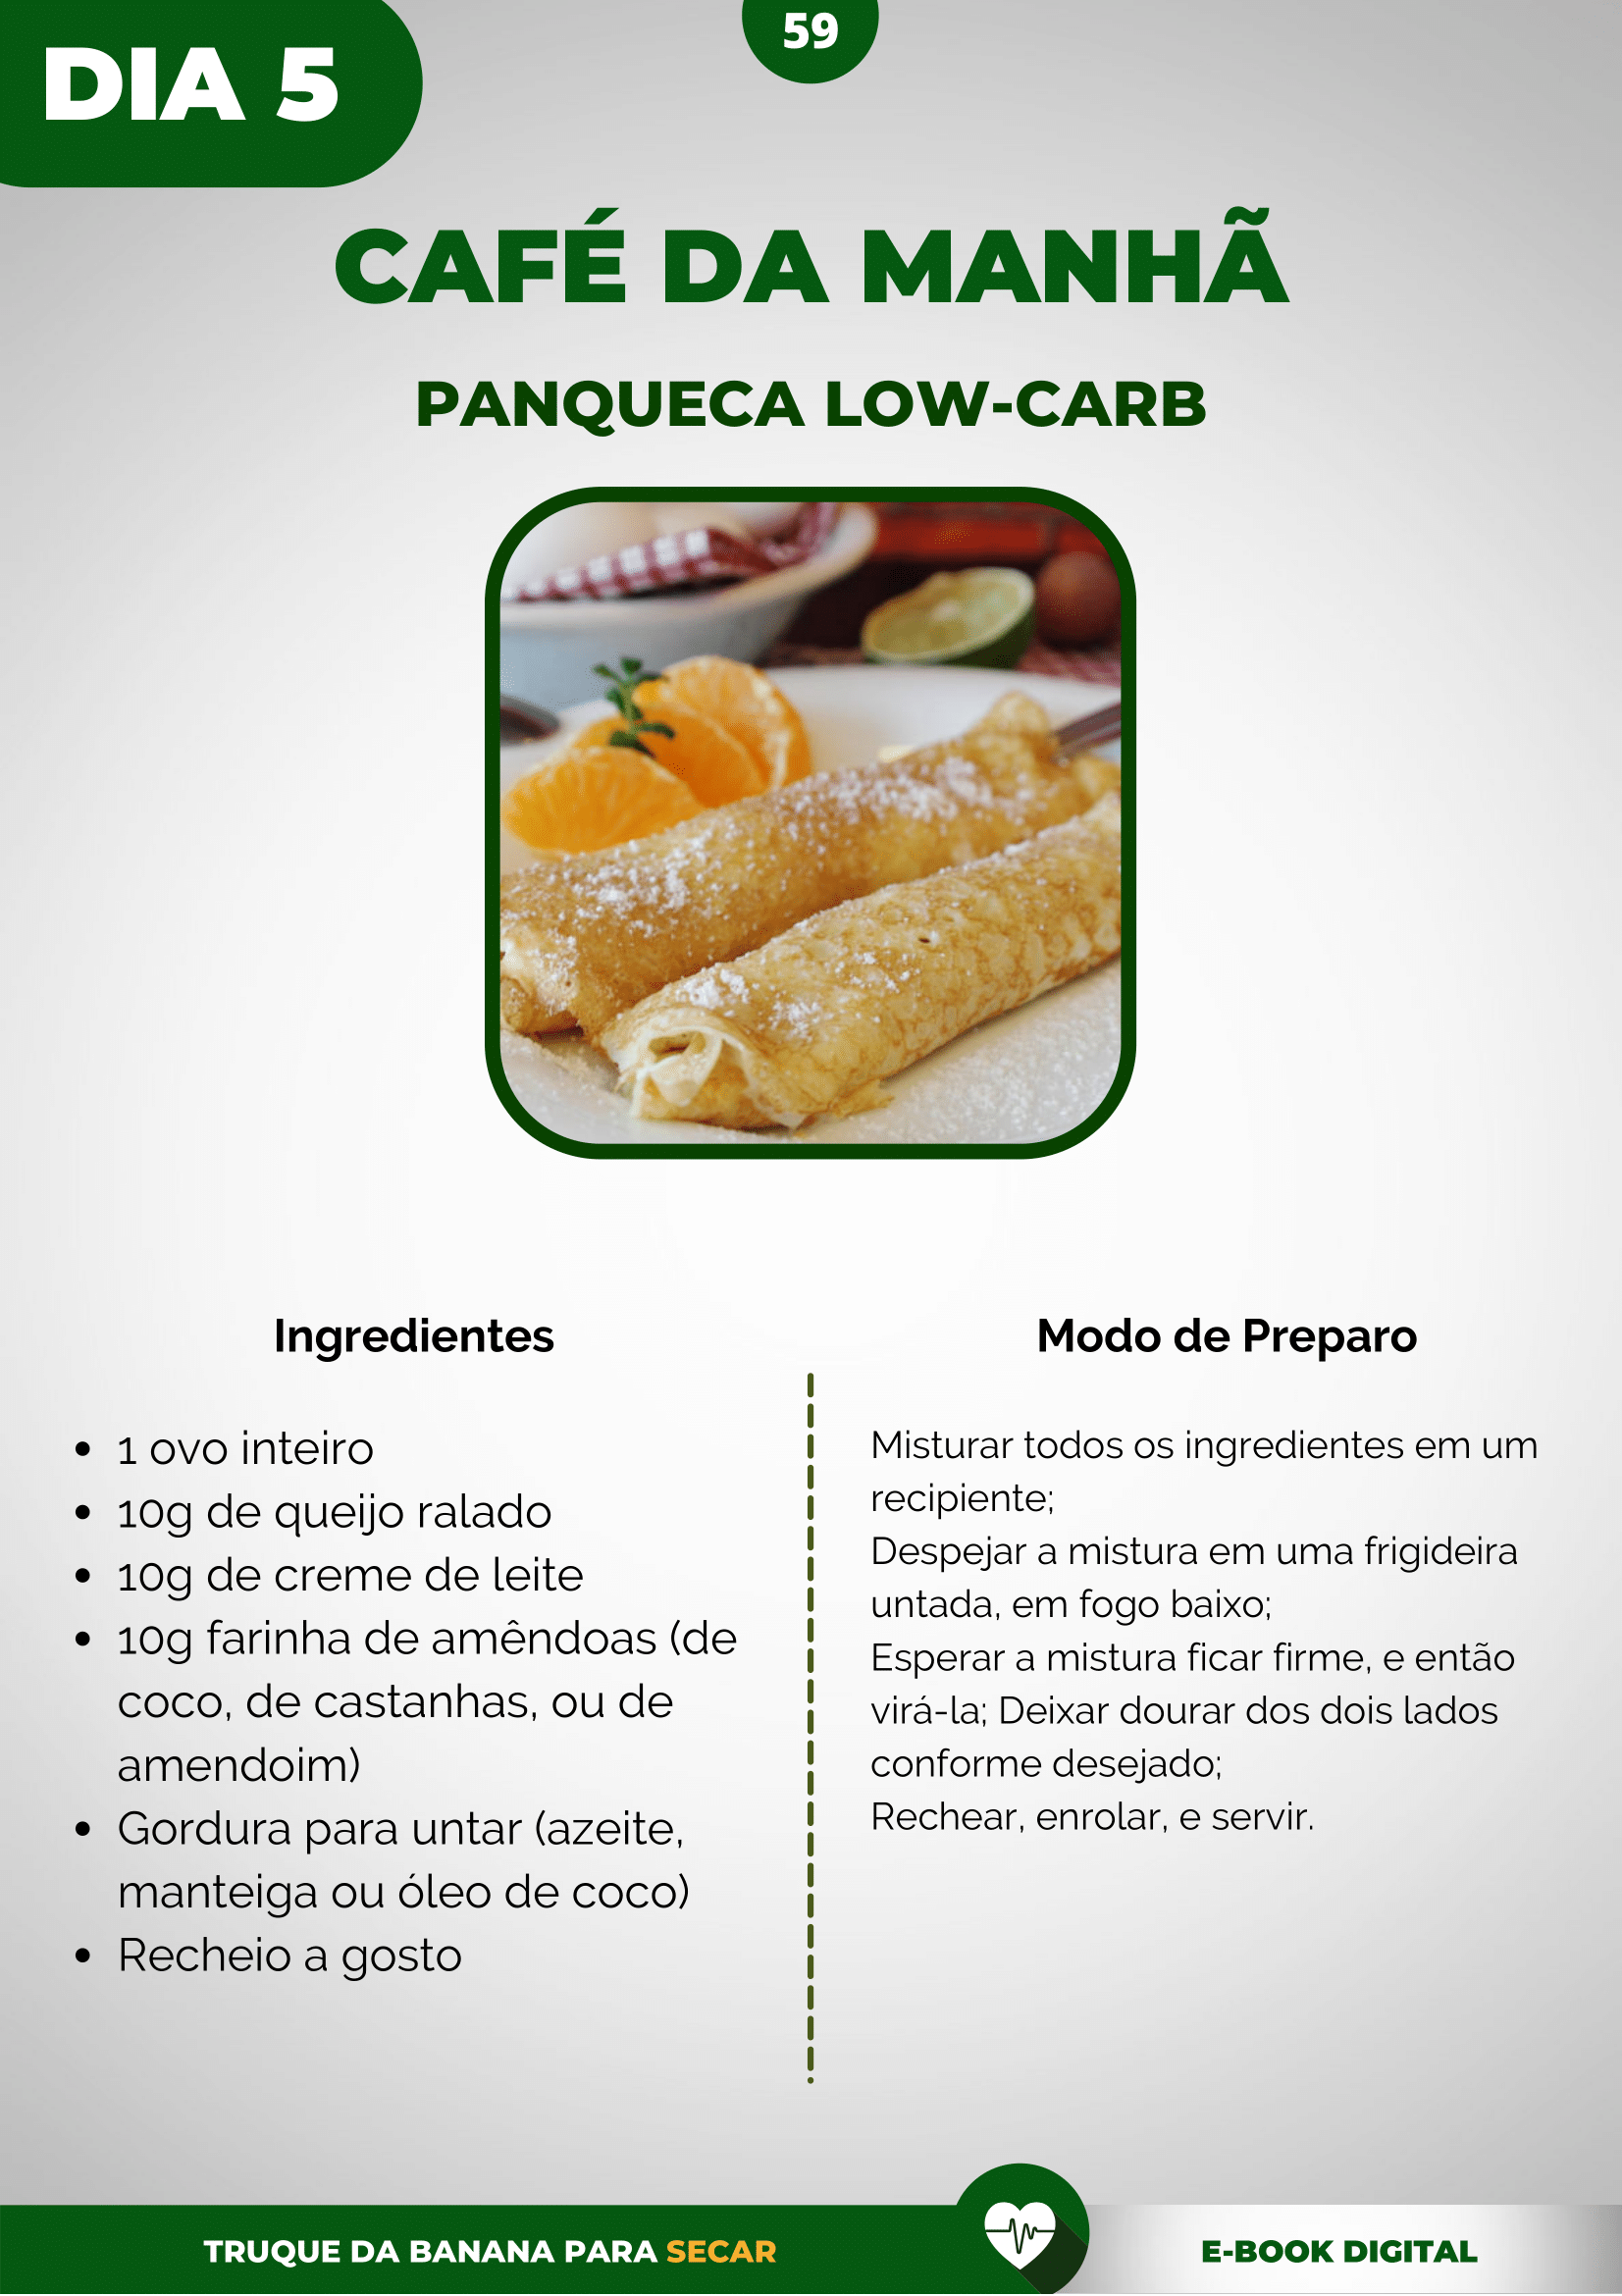 DIA 5
59
CAFÉ DA MANHÃ
PANQUECA LOW-CARB
Ingredientes
• 1 ovo inteiro
• 10g de queijo ralado
• 10g de creme de leite
• 10g farinha de amêndoas (de
coco, de castanhas, ou de
amendoim)
• Gordura para untar (azeite,
manteiga ou óleo de coco)
• Recheio a gosto
Modo de Preparo
Misturar todos os ingredientes em um
recipiente;
Despejar a mistura em uma frigideira
untada, em fogo baixo;
Esperar a mistura ficar firme, e então
virá-la; Deixar dourar dos dois lados
conforme desejado;
Rechear, enrolar, e servir.
TRUQUE DA BANANA PARA SECAR
E-BOOK DIGITAL